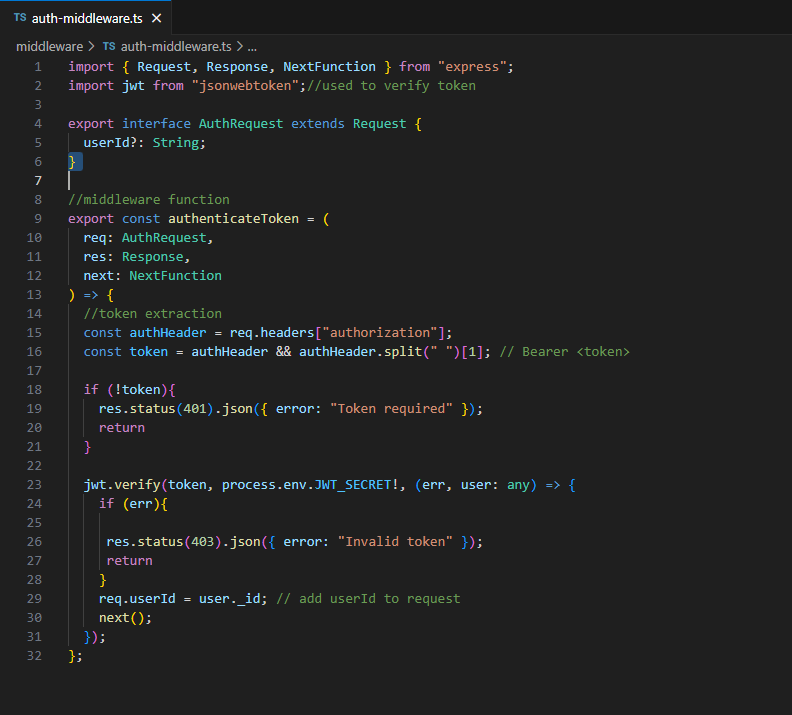 TS auth-middleware.ts ×
middleware > TS auth-middleware.ts > ...
1 import { Request, Response, NextFunction } from "express";
2 import jwt from "jsonwebtoken";//used to verify token
3
4 export interface AuthRequest extends Request {
5   userId?: String;
6 }
7
8 //middleware function
9 export const authenticateToken = (
10   req: AuthRequest,
11   res: Response,
12   next: NextFunction
13 ) => {
14   //token extraction
15   const authHeader = req.headers["authorization"];
16   const token = authHeader && authHeader.split(" ")[1]; // Bearer <token>
17
18   if (!token){
19     res.status(401).json({ error: "Token required" });
20     return
21   }
22
23   jwt.verify(token, process.env.JWT_SECRET!, (err, user: any) => {
24     if (err){
25
26      res.status(403).json({ error: "Invalid token" });
27      return
28     }
29     req.userId = user._id; // add userId to request
30     next();
31   });
32 };